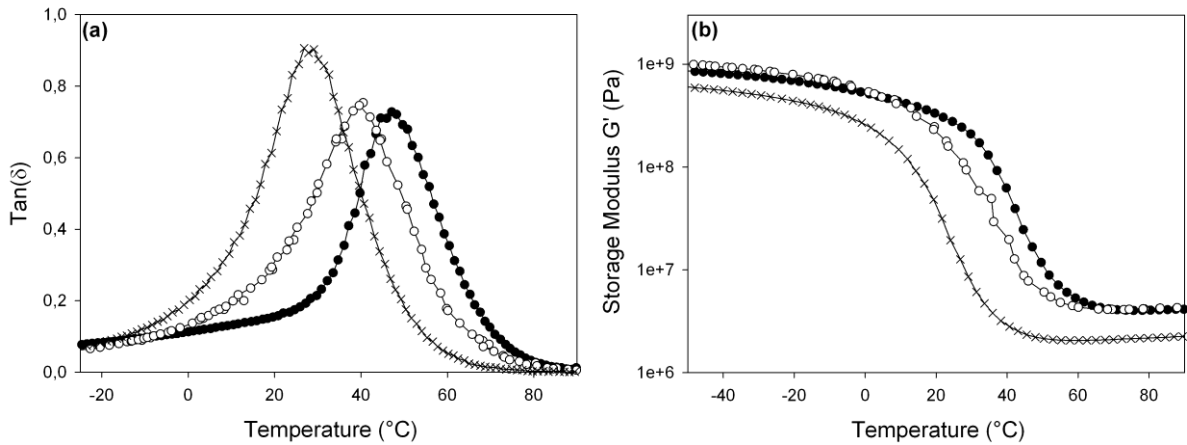 (a)
1,0
0,8
0,6
0,4
0,2
0,0
Tan(δ)
-20 0 20 40 60 80
Temperature (°C)
(b)
1e+9
1e+8
1e+7
1e+6
Storage Modulus G' (Pa)
-40 -20 0 20 40 60 80
Temperature (°C)